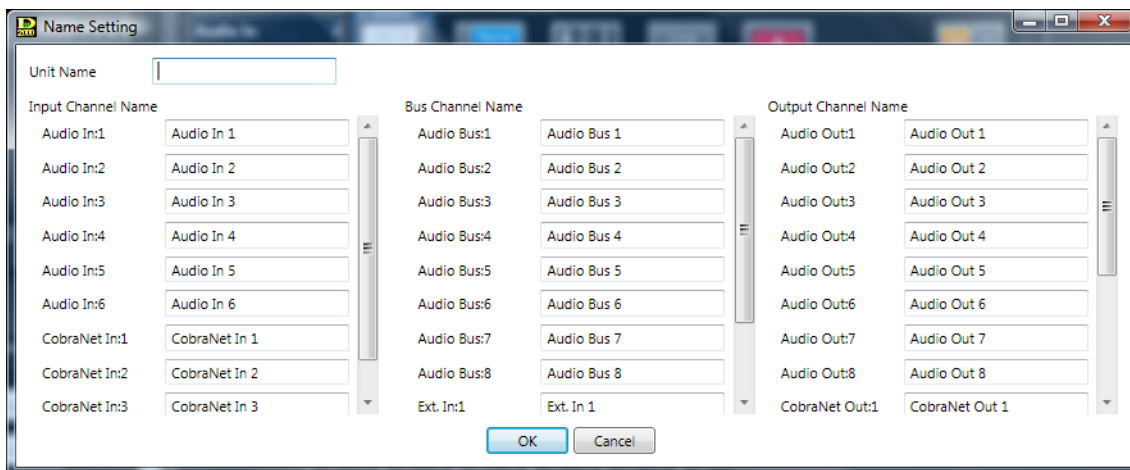 Name Setting
Unit Name
Input Channel Name Bus Channel Name Output Channel Name
Audio In:1 Audio In 1 Audio Bus:1 Audio Bus 1 Audio Out:1 Audio Out 1
Audio In:2 Audio In 2 Audio Bus:2 Audio Bus 2 Audio Out:2 Audio Out 2
Audio In:3 Audio In 3 Audio Bus:3 Audio Bus 3 Audio Out:3 Audio Out 3
Audio In:4 Audio In 4 Audio Bus:4 Audio Bus 4 Audio Out:4 Audio Out 4
Audio In:5 Audio In 5 Audio Bus:5 Audio Bus 5 Audio Out:5 Audio Out 5
Audio In:6 Audio In 6 Audio Bus:6 Audio Bus 6 Audio Out:6 Audio Out 6
CobraNet In:1 CobraNet In 1 Audio Bus:7 Audio Bus 7 Audio Out:7 Audio Out 7
CobraNet In:2 CobraNet In 2 Audio Bus:8 Audio Bus 8 Audio Out:8 Audio Out 8
CobraNet In:3 CobraNet In 3 Ext. In:1 Ext. In 1 CobraNet Out:1 CobraNet Out 1
OK Cancel